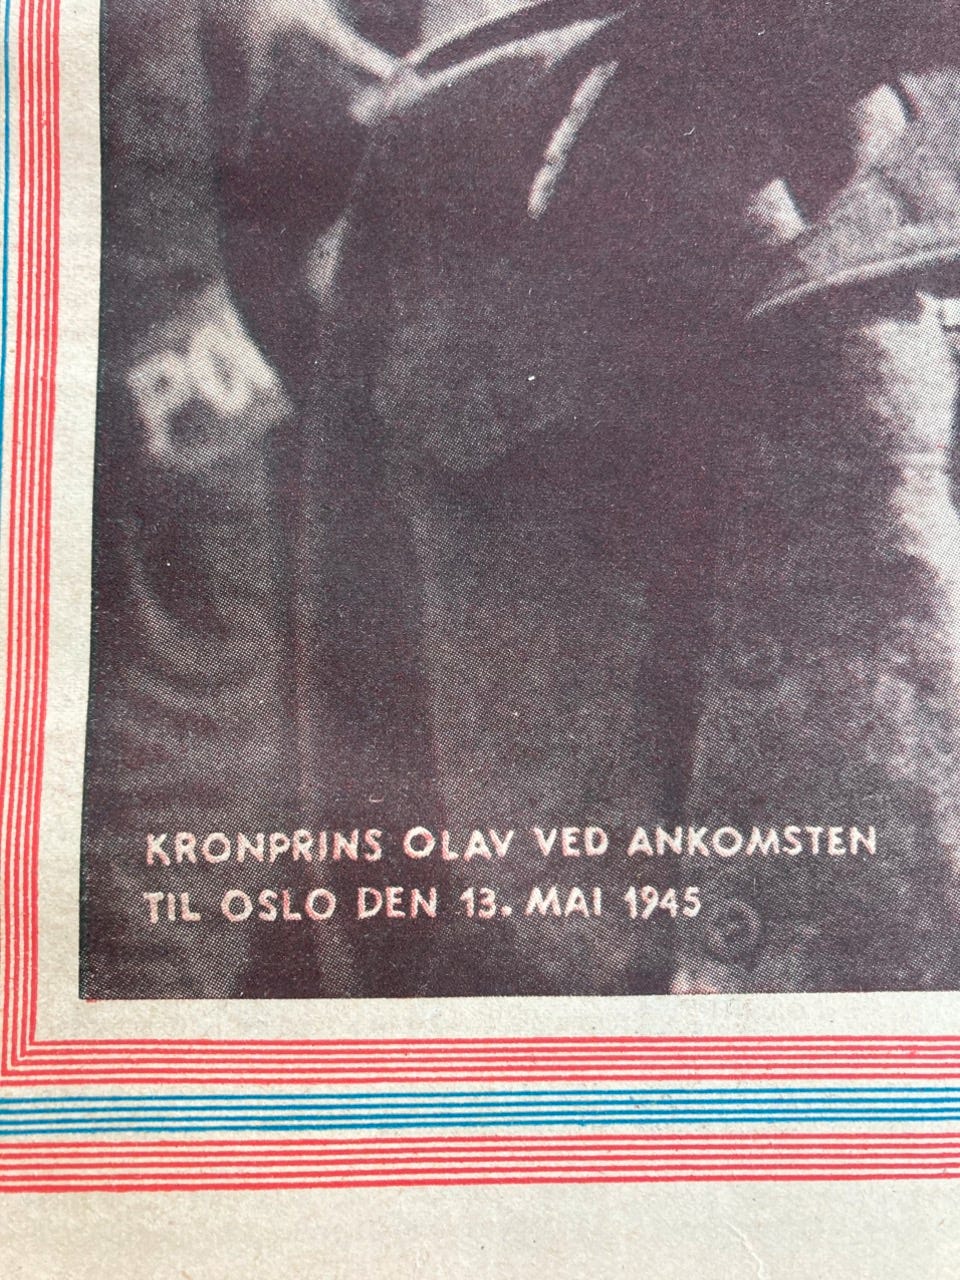 KRONPRINS OLAV VED ANKOMSTEN
TIL OSLO DEN 13. MAI 1945